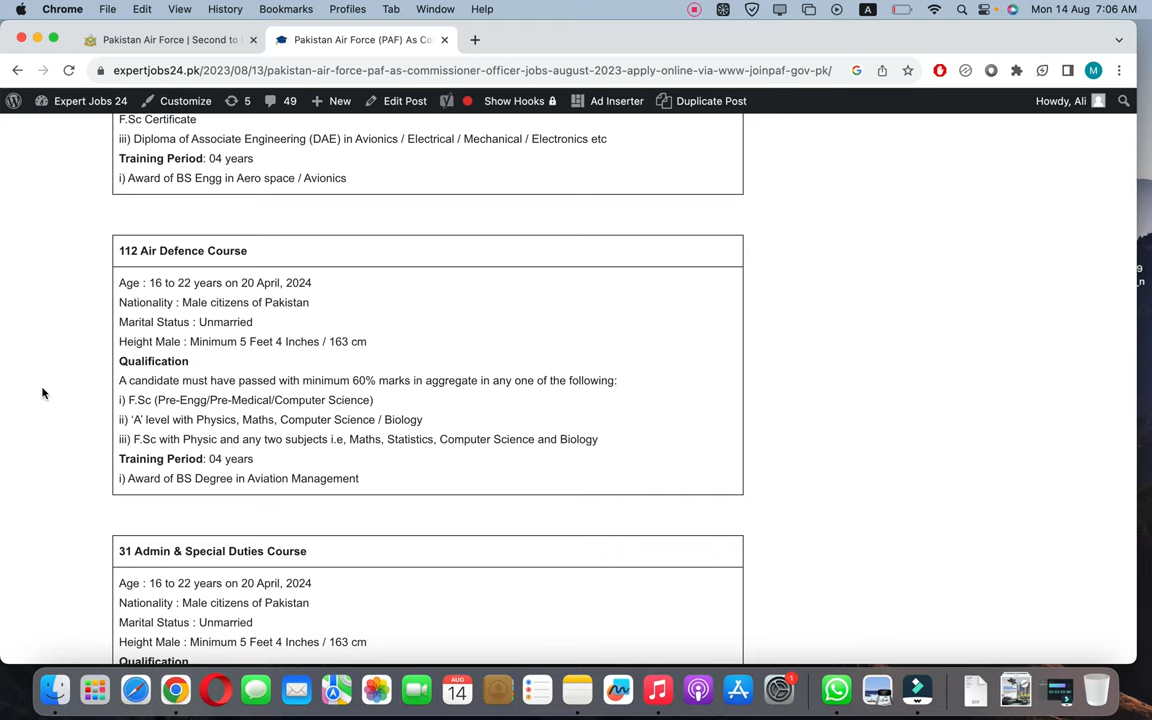 Chrome File Edit View History Bookmarks Profiles Tab Window Help A Mon 14 Aug 7:06 AM
Pakistan Air Force | Second to
Pakistan Air Force (PAF) As Co
expertjobs24.pk/2023/08/13/pakistan-air-force-paf-as-commissioner-officer-jobs-august-2023-apply-online-via-www-joinpaf-gov-pk/
M
Expert Jobs 24 Customize 5 49 New Edit Post Show Hooks Ad Inserter Duplicate Post Howdy, Ali
F.Sc Certificate
iii) Diploma of Associate Engineering (DAE) in Avionics / Electrical / Mechanical / Electronics etc
Training Period: 04 years
i) Award of BS Engg in Aero space / Avionics
112 Air Defence Course
Age : 16 to 22 years on 20 April, 2024
Nationality : Male citizens of Pakistan
Marital Status : Unmarried
Height Male : Minimum 5 Feet 4 Inches / 163 cm
Qualification
A candidate must have passed with minimum 60% marks in aggregate in any one of the following:
i) F.Sc (Pre-Engg/Pre-Medical/Computer Science)
ii) ‘A’ level with Physics, Maths, Computer Science / Biology
iii) F.Sc with Physic and any two subjects i.e, Maths, Statistics, Computer Science and Biology
Training Period: 04 years
i) Award of BS Degree in Aviation Management
31 Admin & Special Duties Course
Age : 16 to 22 years on 20 April, 2024
Nationality : Male citizens of Pakistan
Marital Status : Unmarried
Height Male : Minimum 5 Feet 4 Inches / 163 cm
Qualification
9
_n
AUG
14
1